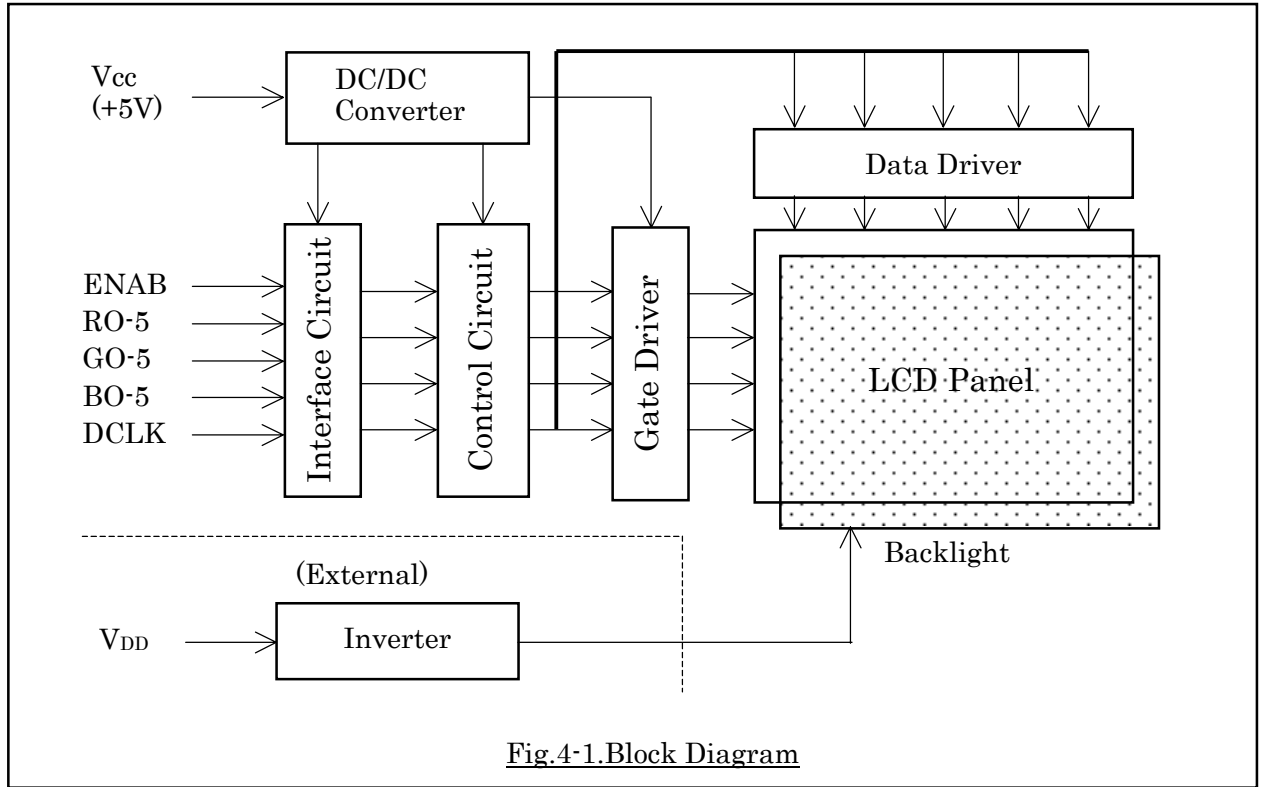 Vcc
(+5V)
DC/DC
Converter
Data Driver
ENAB
RO-5
GO-5
BO-5
DCLK
Interface Circuit
Control Circuit
Gate Driver
LCD Panel
Backlight
(External)
VDD
Inverter
Fig.4-1.Block Diagram